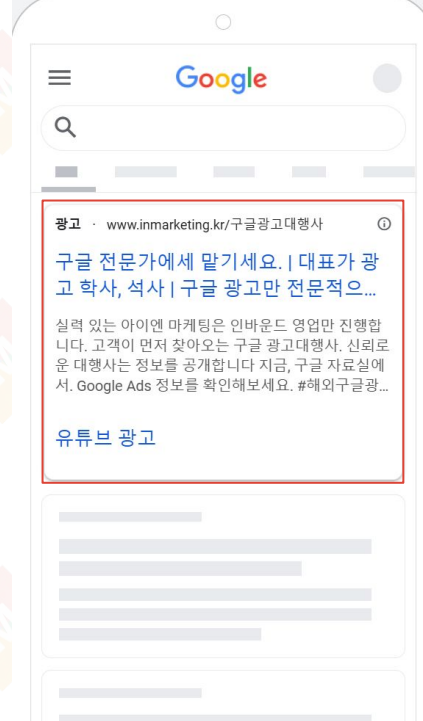 Google
광고 · www.inmarketing.kr/구글광고대행사
구글 전문가에세 맡기세요. | 대표가 광
고 학사, 석사 | 구글 광고만 전문적으...
실력 있는 아이엔 마케팅은 인바운드 영업만 진행합
니다. 고객이 먼저 찾아오는 구글 광고대행사. 신뢰로
운 대행사는 정보를 공개합니다 지금, 구글 자료실에
서. Google Ads 정보를 확인해보세요. #해외구글광...
유튜브 광고